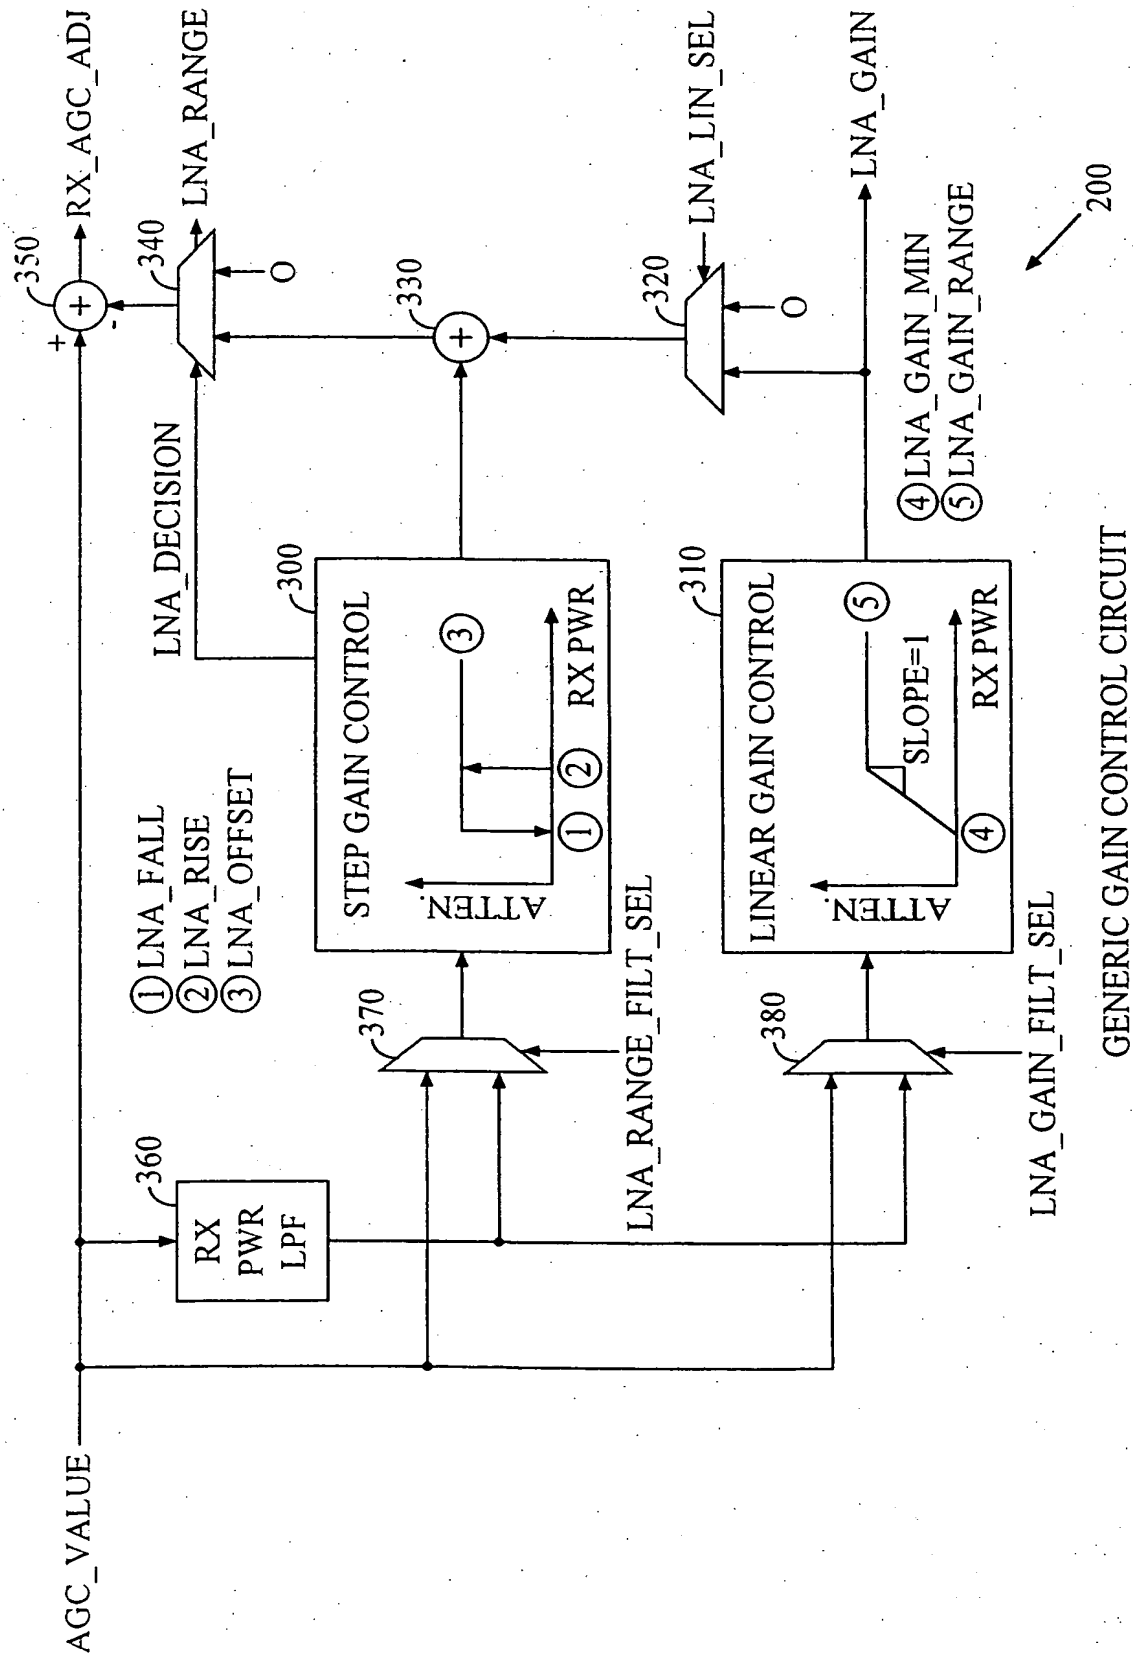 AGC_VALUE
RX
PWR
LPF
360
① LNA_FALL
② LNA_RISE
③ LNA_OFFSET
LNA_DECISION
350
+
+
-
RX_AGC_ADJ
340
LNA_RANGE
O
370
LNA_RANGE_FILT_SEL
300
STEP GAIN CONTROL
ATTEN.
①
②
③
RX PWR
330
+
320
LNA_LIN_SEL
O
380
LNA_GAIN_FILT_SEL
310
LINEAR GAIN CONTROL
ATTEN.
④
SLOPE=1
⑤
RX PWR
LNA_GAIN
④ LNA_GAIN_MIN
⑤ LNA_GAIN_RANGE
200
GENERIC GAIN CONTROL CIRCUIT